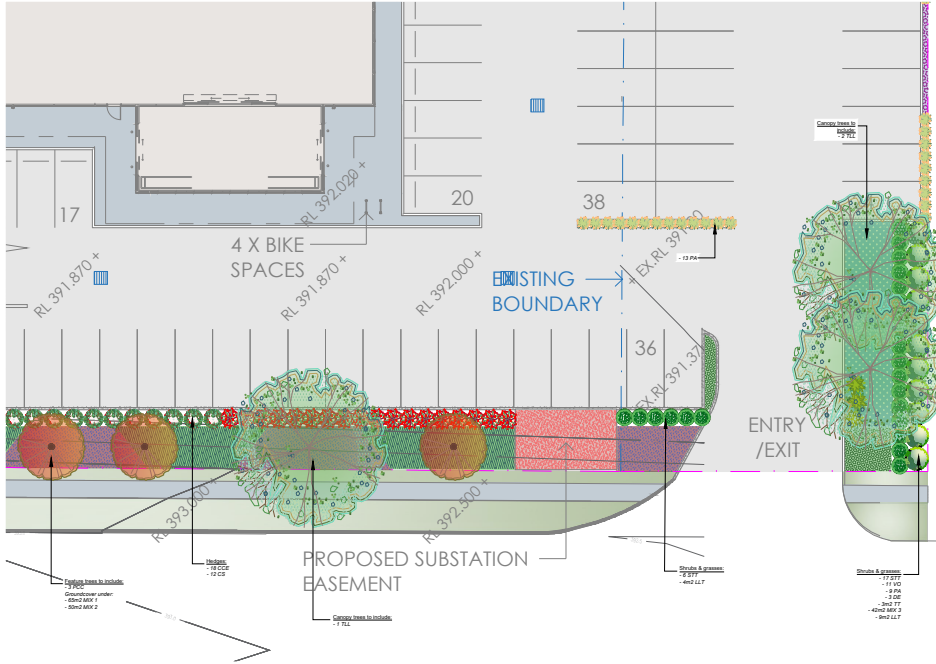 Canopy trees to
include:
- 2 TLL
17
RL 392.020 +
20
38
4 X BIKE
SPACES
- 13 PA
RL 391.870 +
RL 391.870 +
RL 392.000 +
EXISTING
BOUNDARY
36
+ EX.RL 391.37
ENTRY
/EXIT
RL 393.000 +
RL 392.500 +
PROPOSED SUBSTATION
EASEMENT
Feature trees to include:
- 3 PCC
Groundcover under:
- 65m2 MIX 1
- 50m2 MIX 2
Hedges:
- 18 CCE
- 12 CS
Canopy trees to include:
- 1 TLL
Shrubs & grasses:
- 6 STT
- 4m2 LLT
Shrubs & grasses:
- 17 STT
- 11 VO
- 9 PA
- 3 DE
- 3m2 TT
- 42m2 MIX 3
- 9m2 LLT